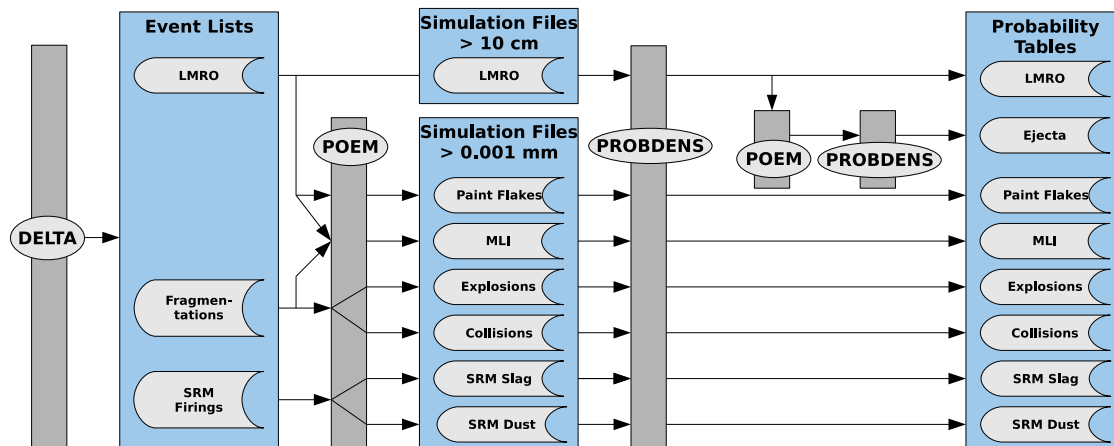 DELTA
Event Lists
LMRO
Fragmen-
tations
SRM
Firings
POEM
Simulation Files
> 10 cm
LMRO
Simulation Files
> 0.001 mm
Paint Flakes
MLI
Explosions
Collisions
SRM Slag
SRM Dust
PROBDENS
POEM
PROBDENS
Probability
Tables
LMRO
Ejecta
Paint Flakes
MLI
Explosions
Collisions
SRM Slag
SRM Dust